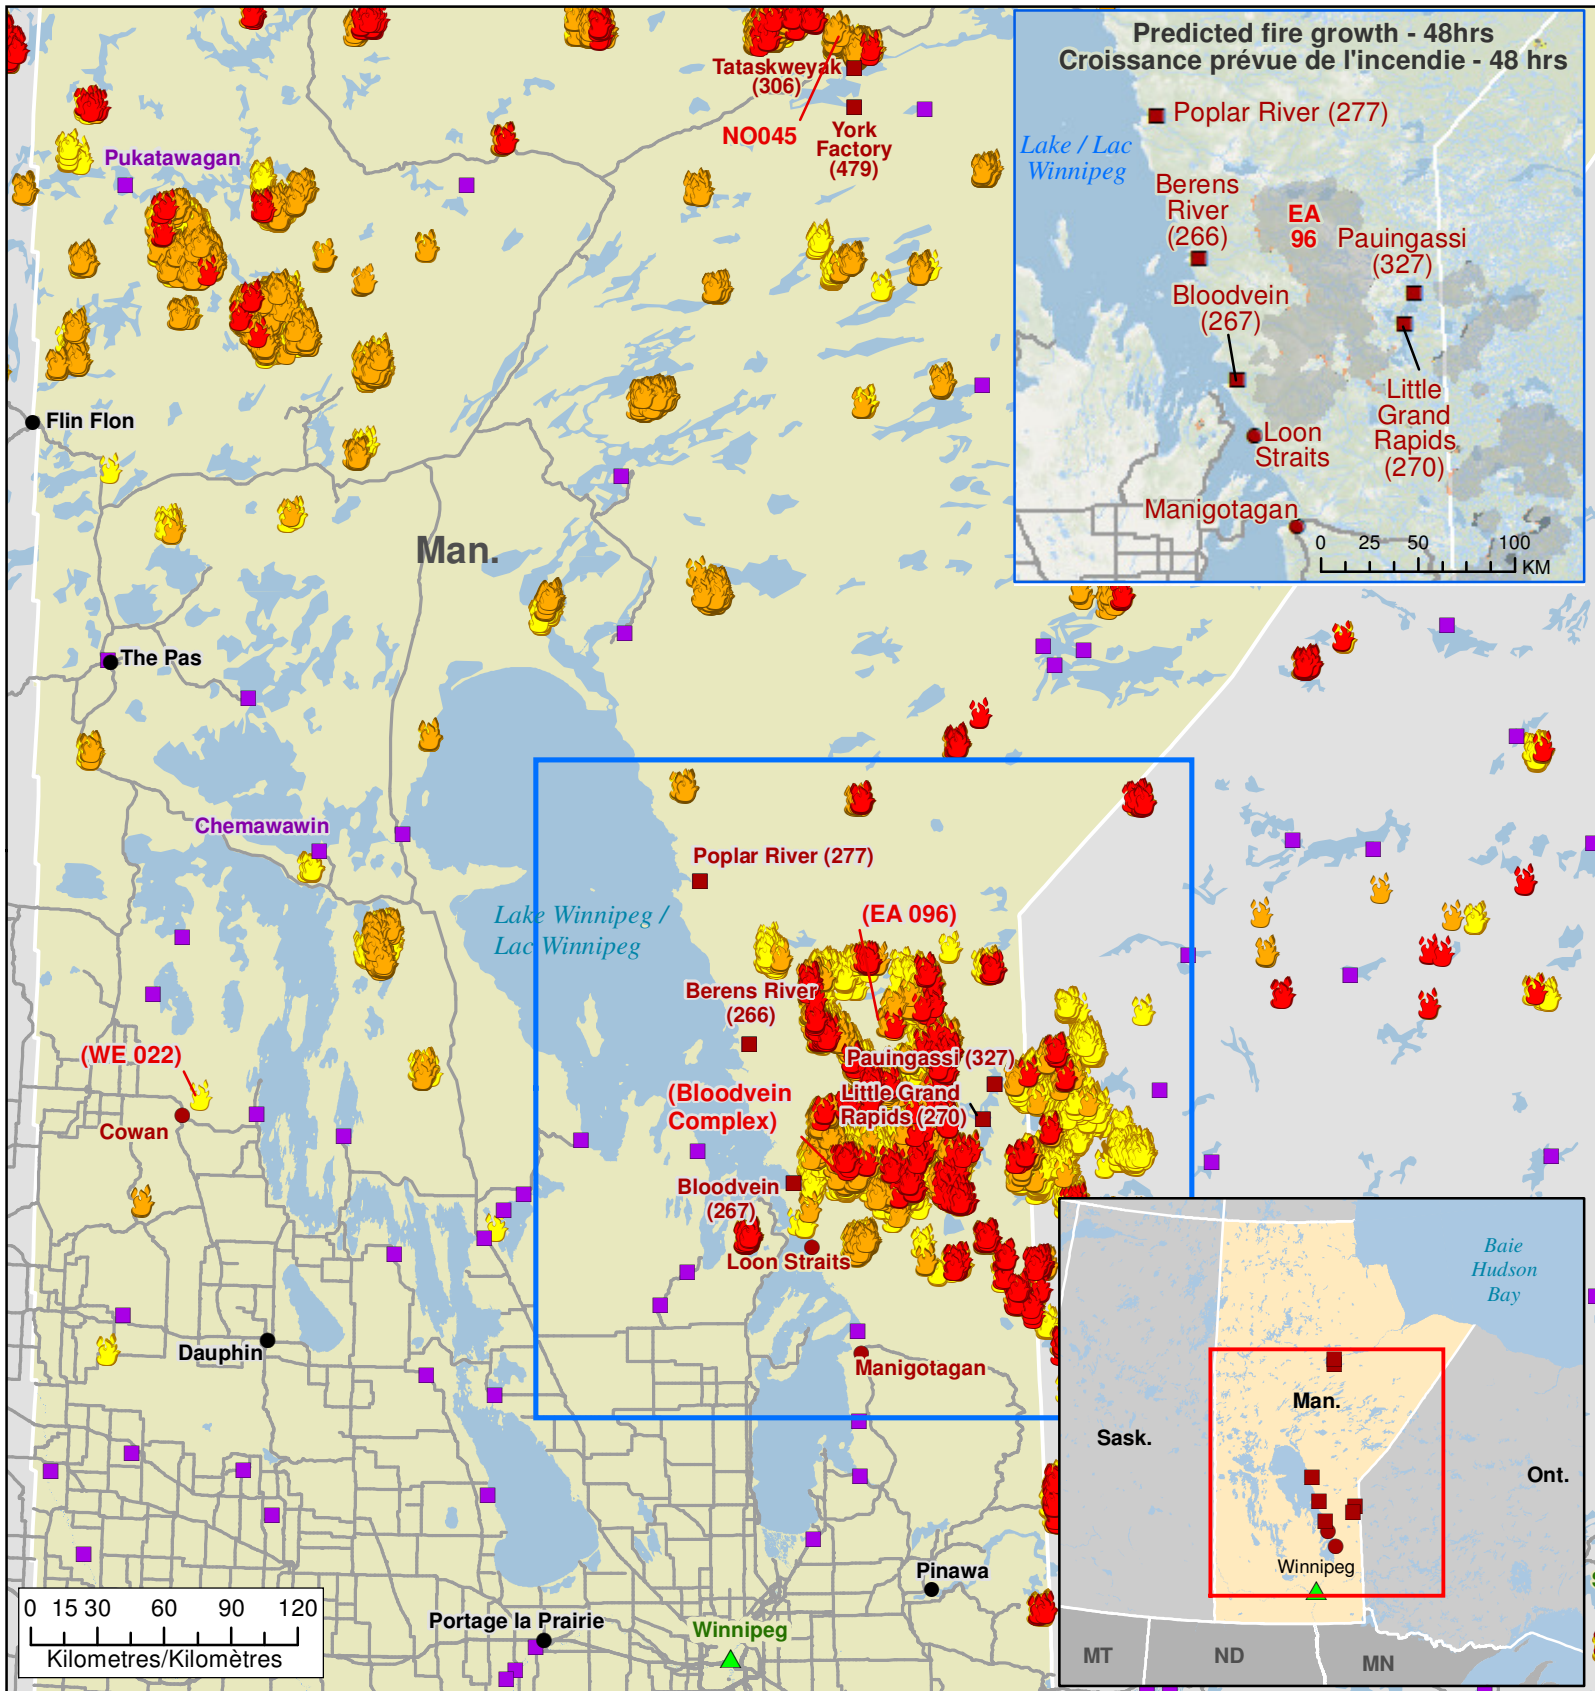 Predicted fire growth - 48hrs
Croissance prévue de l'incendie - 48 hrs
Poplar River (277)
Lake / Lac
Winnipeg
Berens
River
(266)
EA
96
Pauingassi
(327)
Bloodvein
(267)
Little
Grand
Rapids
(270)
Loon
Straits
Manigotagan
0 25 50 100
KM
Tataskweyak
(306)
NO045
York
Factory
(479)
Pukatawagan
Flin Flon
Man.
The Pas
Chemawawin
Poplar River (277)
Lake Winnipeg /
Lac Winnipeg
(EA 096)
Berens River
(266)
(WE 022)
Pauingassi (327)
(Bloodvein
Complex)
Little Grand
Rapids (270)
Cowan
Bloodvein
(267)
Loon Straits
Dauphin
Manigotagan
Pinawa
Portage la Prairie
Winnipeg
0 15 30 60 90 120
Kilometres/Kilomètres
Baie
Hudson
Bay
Man.
Sask.
Ont.
Winnipeg
MT
ND
MN